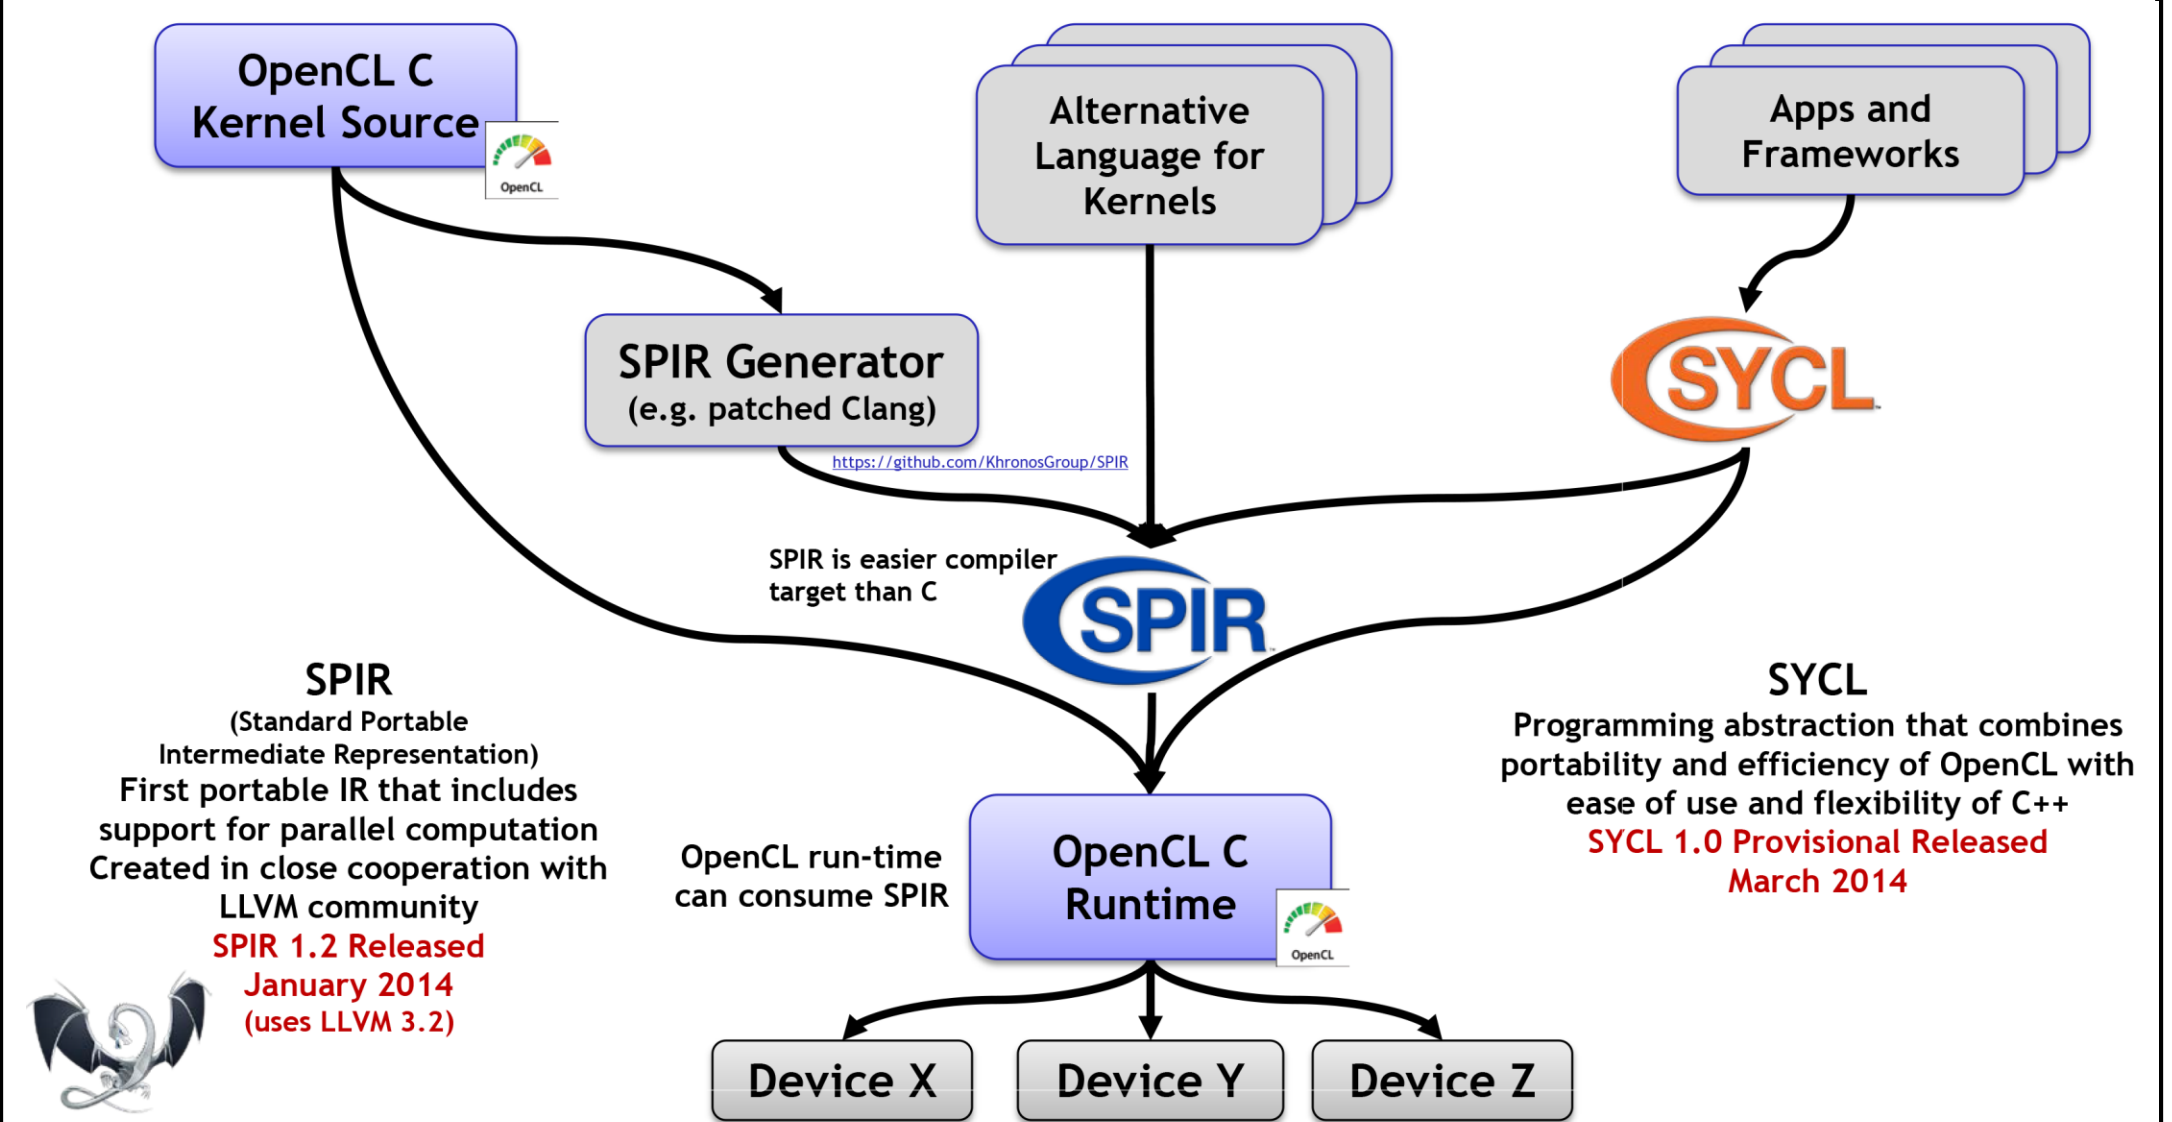 OpenCL C
Kernel Source
OpenCL
Alternative
Language for
Kernels
Apps and
Frameworks
SPIR Generator
(e.g. patched Clang)
https://github.com/KhronosGroup/SPIR
SYCL
SPIR is easier compiler
target than C
SPIR
SPIR
(Standard Portable
Intermediate Representation)
First portable IR that includes
support for parallel computation
Created in close cooperation with
LLVM community
SPIR 1.2 Released
January 2014
(uses LLVM 3.2)
SYCL
Programming abstraction that combines
portability and efficiency of OpenCL with
ease of use and flexibility of C++
SYCL 1.0 Provisional Released
March 2014
OpenCL run-time
can consume SPIR
OpenCL C
Runtime
OpenCL
Device X
Device Y
Device Z